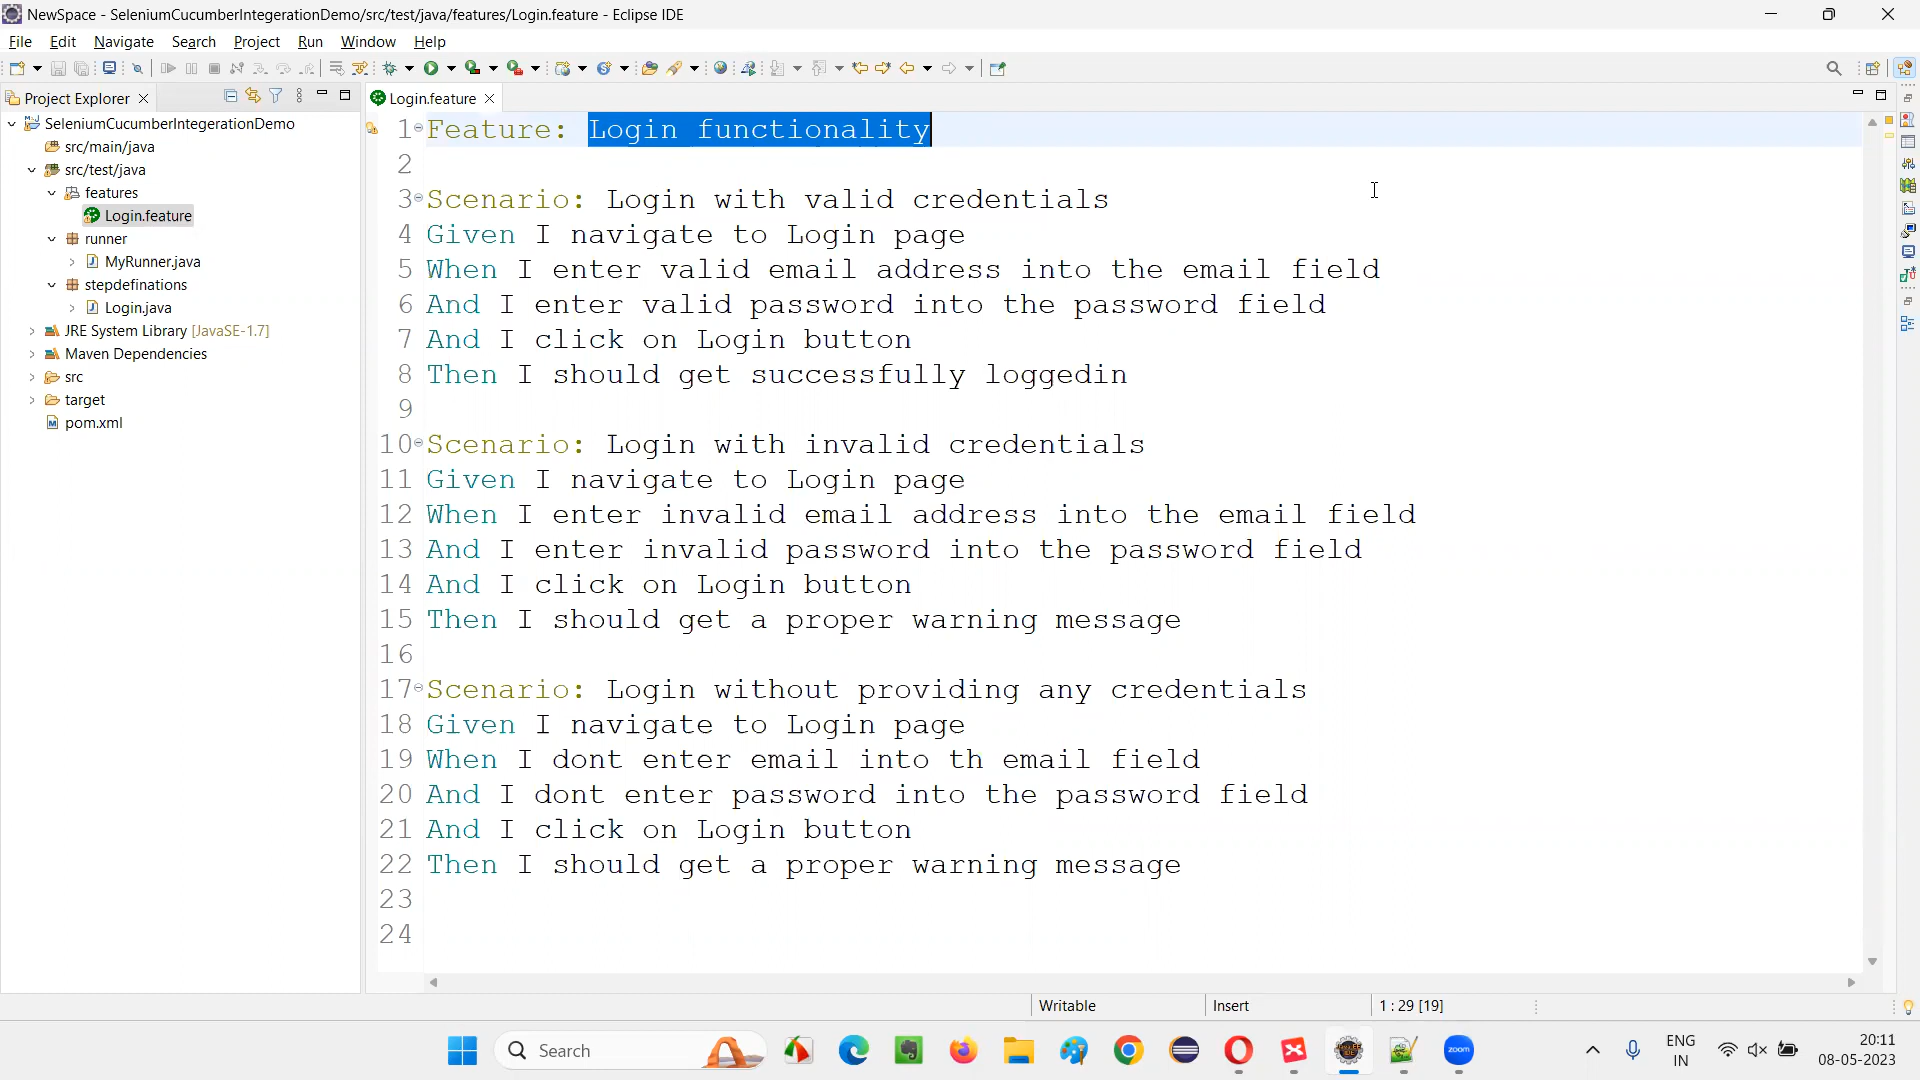 NewSpace - SeleniumCucumberIntegerationDemo/src/test/java/features/Login.feature - Eclipse IDE
File Edit Navigate Search Project Run Window Help
Project Explorer
Login.feature
SeleniumCucumberIntegerationDemo
src/main/java
src/test/java
features
Login.feature
runner
MyRunner.java
stepdefinations
Login.java
JRE System Library [JavaSE-1.7]
Maven Dependencies
src
target
pom.xml
1 Feature: Login functionality
2
3 Scenario: Login with valid credentials
4 Given I navigate to Login page
5 When I enter valid email address into the email field
6 And I enter valid password into the password field
7 And I click on Login button
8 Then I should get successfully loggedin
9
10 Scenario: Login with invalid credentials
11 Given I navigate to Login page
12 When I enter invalid email address into the email field
13 And I enter invalid password into the password field
14 And I click on Login button
15 Then I should get a proper warning message
16
17 Scenario: Login without providing any credentials
18 Given I navigate to Login page
19 When I dont enter email into th email field
20 And I dont enter password into the password field
21 And I click on Login button
22 Then I should get a proper warning message
23
24
Writable Insert 1 : 29 [19]
Search
zoom
ENG
IN
20:11
08-05-2023